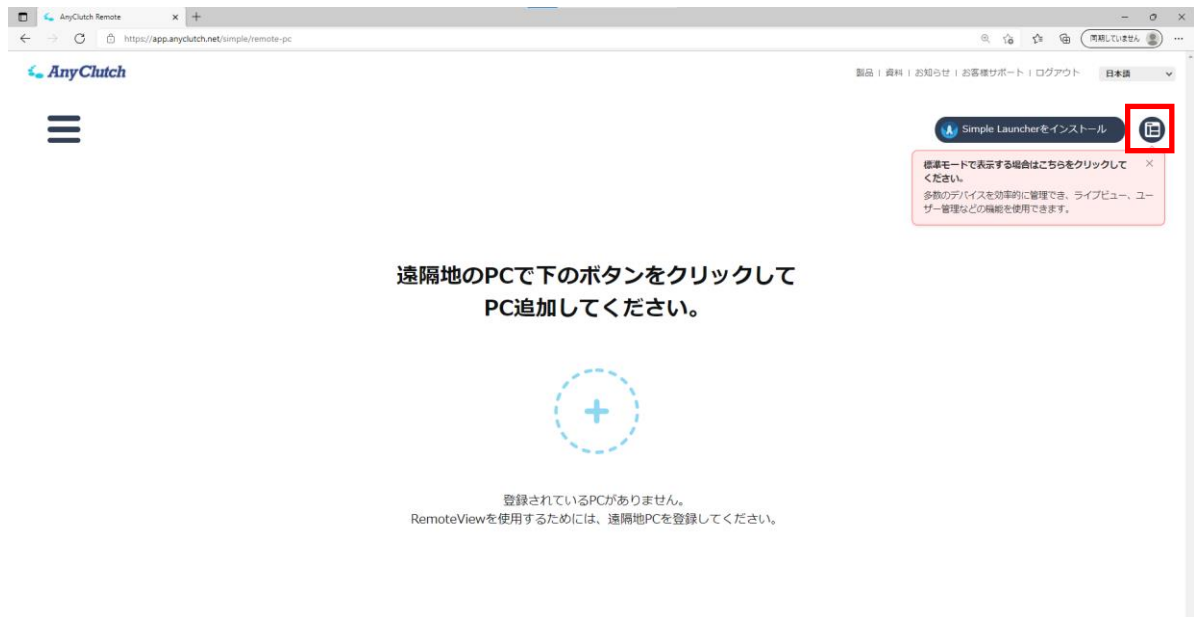 AnyClutch Remote
https://app.anyclutch.net/simple/remote-pc
同期していません
AnyClutch
製品 | 資料 | お知らせ | お客様サポート | ログアウト
日本語
Simple Launcherをインストール
標準モードで表示する場合はこちらをクリックして
ください。
多数のデバイスを効率的に管理でき、ライブビュー、ユー
ザー管理などの機能を使用できます。
遠隔地のPCで下のボタンをクリックして
PC追加してください。
登録されているPCがありません。
RemoteViewを使用するためには、遠隔地PCを登録してください。